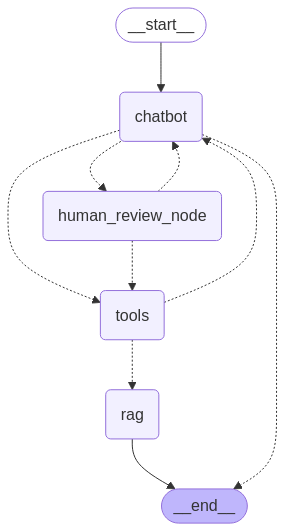 __start__
chatbot
human_review_node
tools
rag
__end__